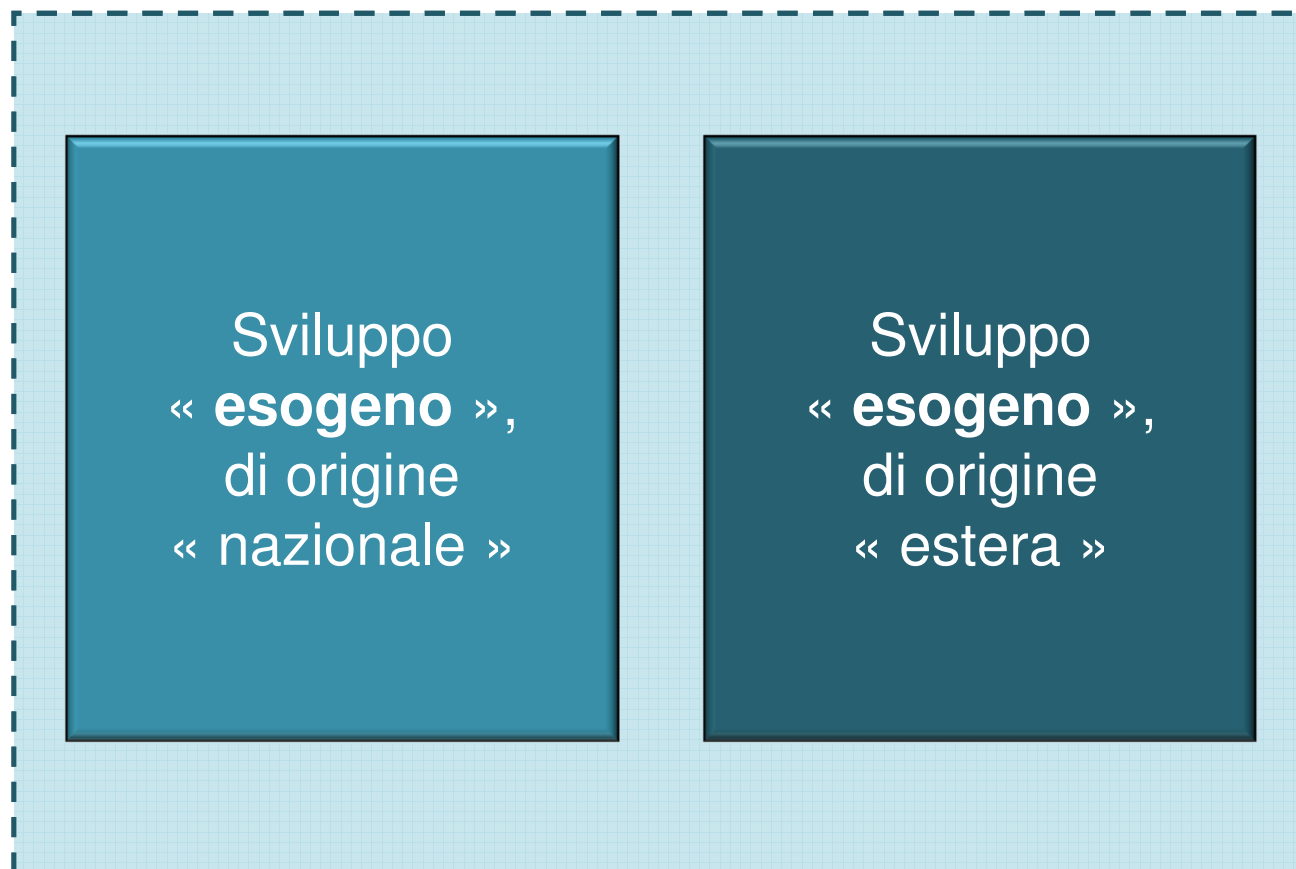 Sviluppo
« esogeno »,
di origine
« nazionale »
Sviluppo
« esogeno »,
di origine
« estera »